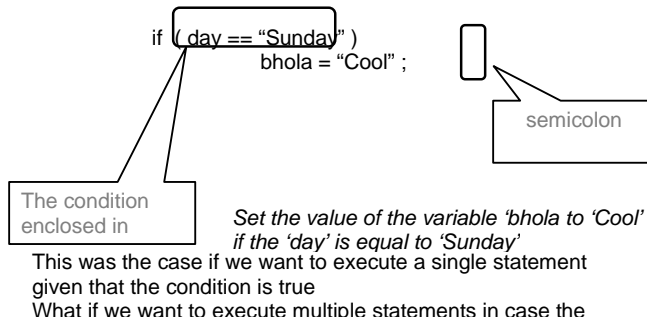 if ( day == “Sunday” )
bhola = “Cool” ;
semicolon
The condition
enclosed in
Set the value of the variable ‘bhola to ‘Cool’
if the ‘day’ is equal to ‘Sunday’
This was the case if we want to execute a single statement
given that the condition is true
What if we want to execute multiple statements in case the